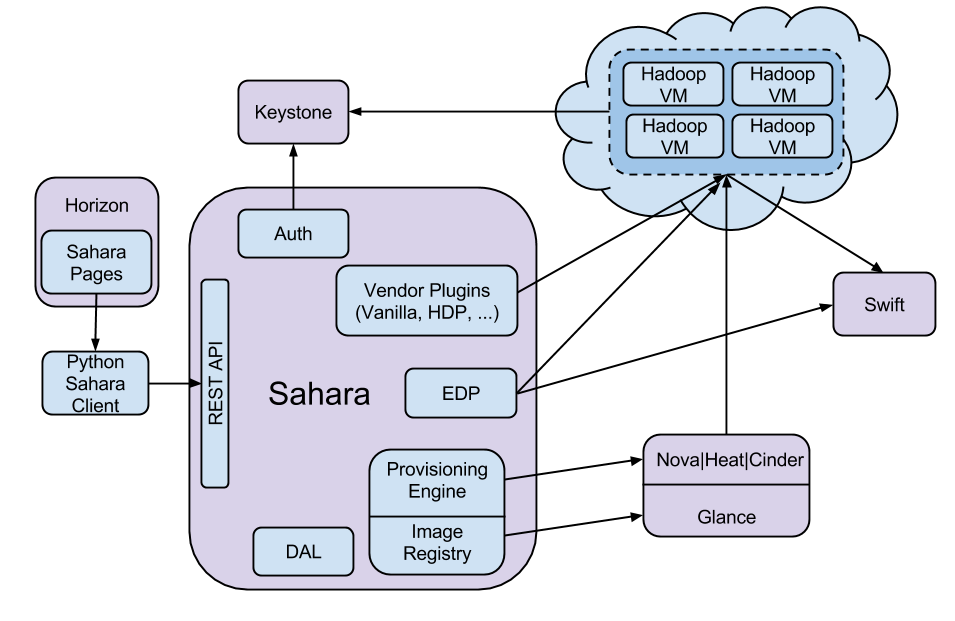 Hadoop
VM
Hadoop
VM
Hadoop
VM
Hadoop
VM
Keystone
Horizon
Sahara
Pages
Python
Sahara
Client
Auth
Vendor Plugins
(Vanilla, HDP, ...)
REST API
Sahara
EDP
Provisioning
Engine
Image
Registry
DAL
Swift
Nova|Heat|Cinder
Glance